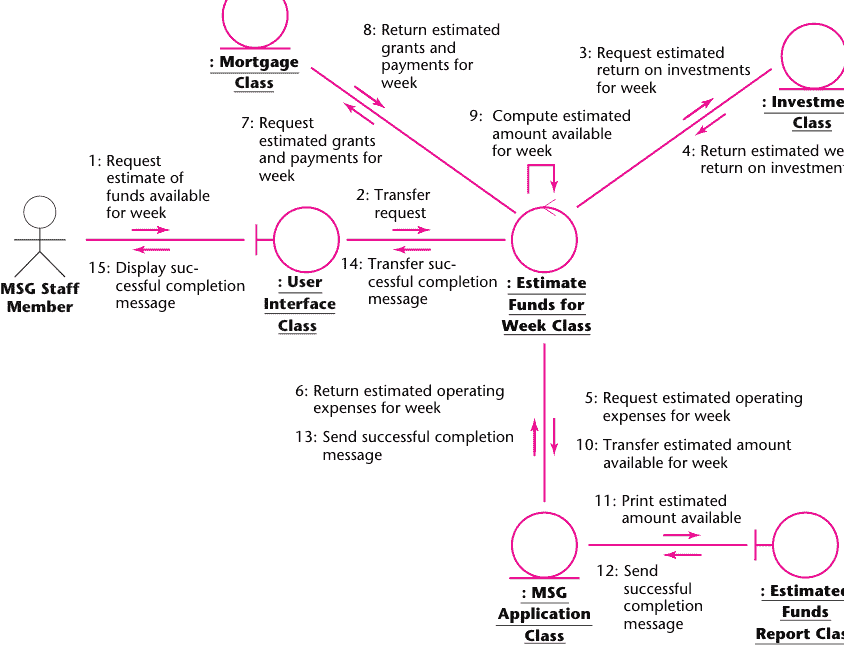 8: Return estimated
grants and
payments for
week
: Mortgage
Class
3: Request estimated
return on investments
for week
7: Request
estimated grants
and payments for
week
9: Compute estimated
amount available
for week
: Investme
Class
4: Return estimated we
return on investment
1: Request
estimate of
funds available
for week
2: Transfer
request
15: Display suc-
cessful completion
message
14: Transfer suc-
cessful completion
message
MSG Staff
Member
: User
Interface
Class
: Estimate
Funds for
Week Class
6: Return estimated operating
expenses for week
13: Send successful completion
message
5: Request estimated operating
expenses for week
10: Transfer estimated amount
available for week
11: Print estimated
amount available
12: Send
successful
completion
message
: MSG
Application
Class
: Estimated
Funds
Report Clas